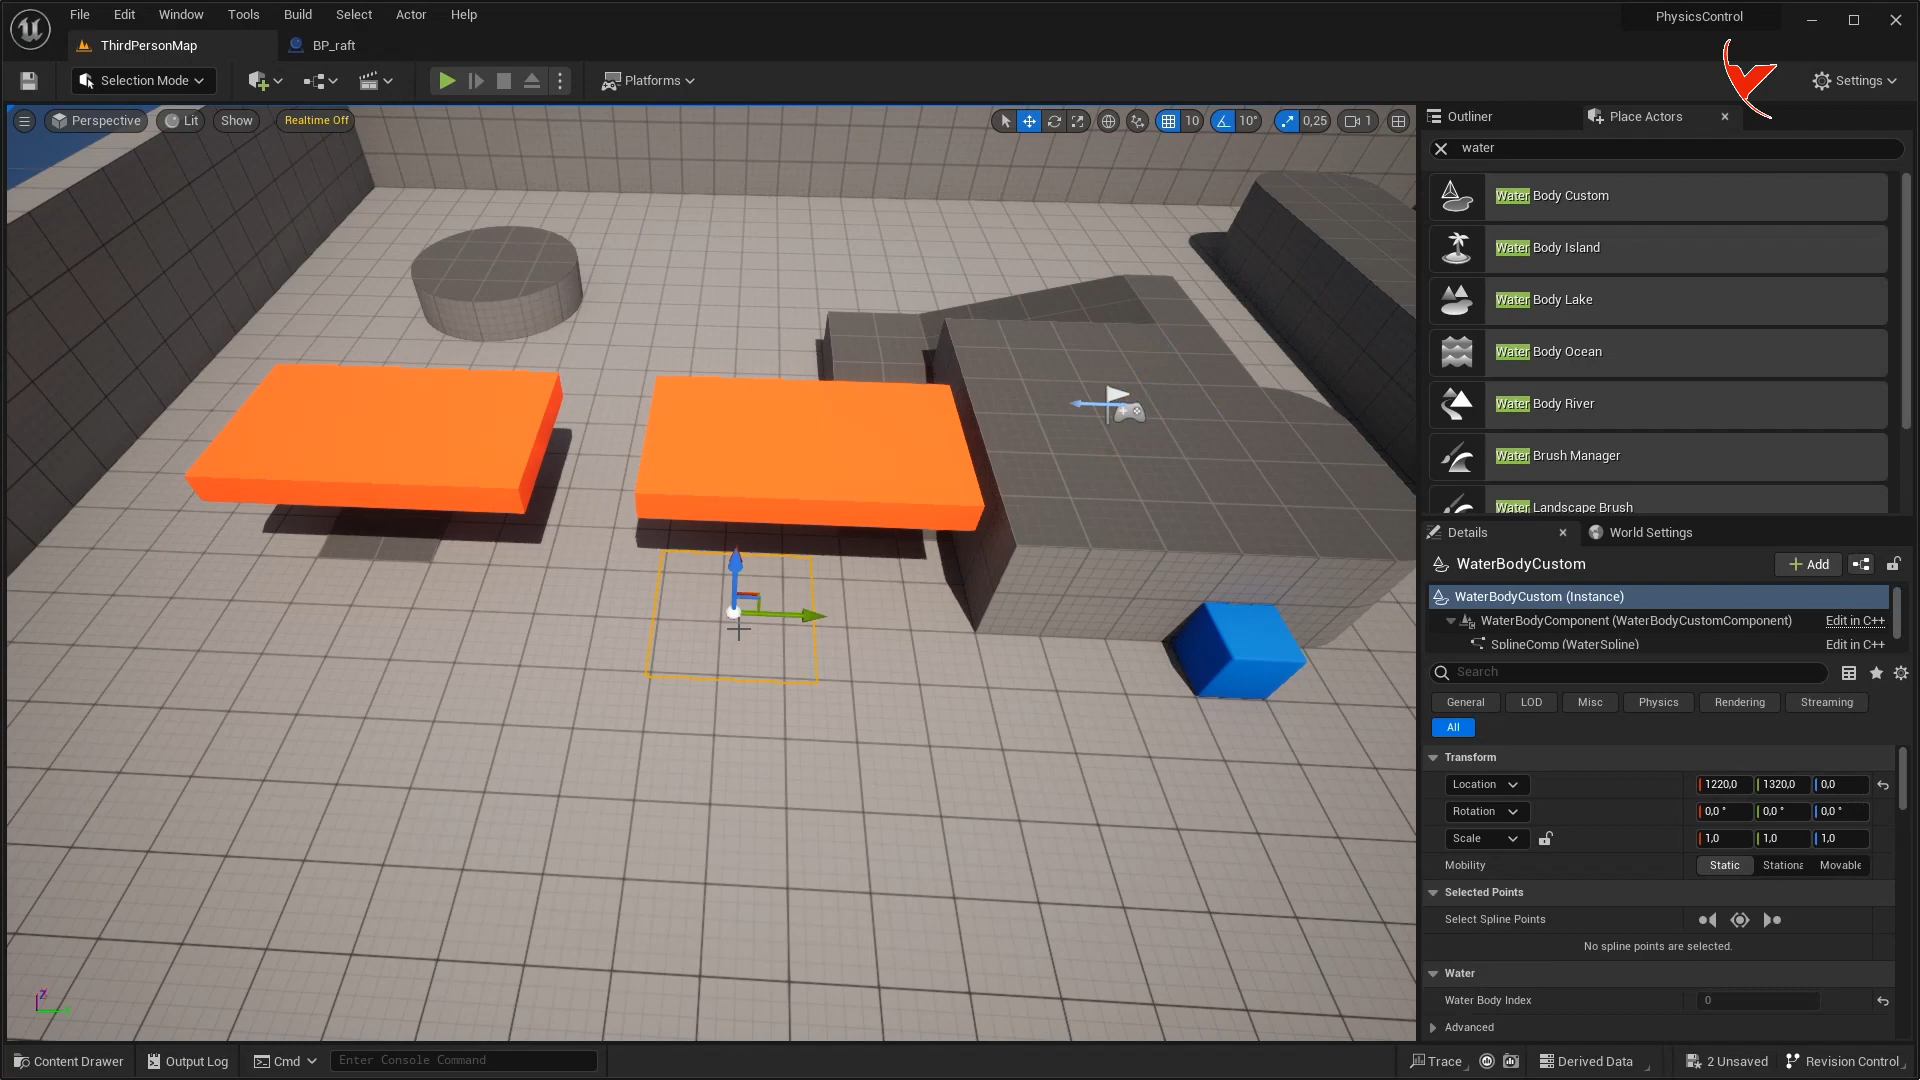 File Edit Window Tools Build Select Actor Help
PhysicsControl
ThirdPersonMap BP_raft
Selection Mode Platforms Settings
Perspective Lit Show Realtime Off 10 10° 0,25 1
Outliner Place Actors
water
Water Body Custom
Water Body Island
Water Body Lake
Water Body Ocean
Water Body River
Water Brush Manager
Water Landscape Brush
Details World Settings
WaterBodyCustom Add
WaterBodyCustom (Instance)
WaterBodyComponent (WaterBodyCustomComponent) Edit in C++
SplineComp (WaterSpline) Edit in C++
Search
General LOD Misc Physics Rendering Streaming
All
Transform
Location 1220,0 1320,0 0,0
Rotation 0,0 ° 0,0 ° 0,0 °
Scale 1,0 1,0 1,0
Mobility Static Stationa Movable
Selected Points
Select Spline Points
No spline points are selected.
Water
Water Body Index 0
Advanced
Z
Content Drawer Output Log Cmd Enter Console Command Trace Derived Data 2 Unsaved Revision Control